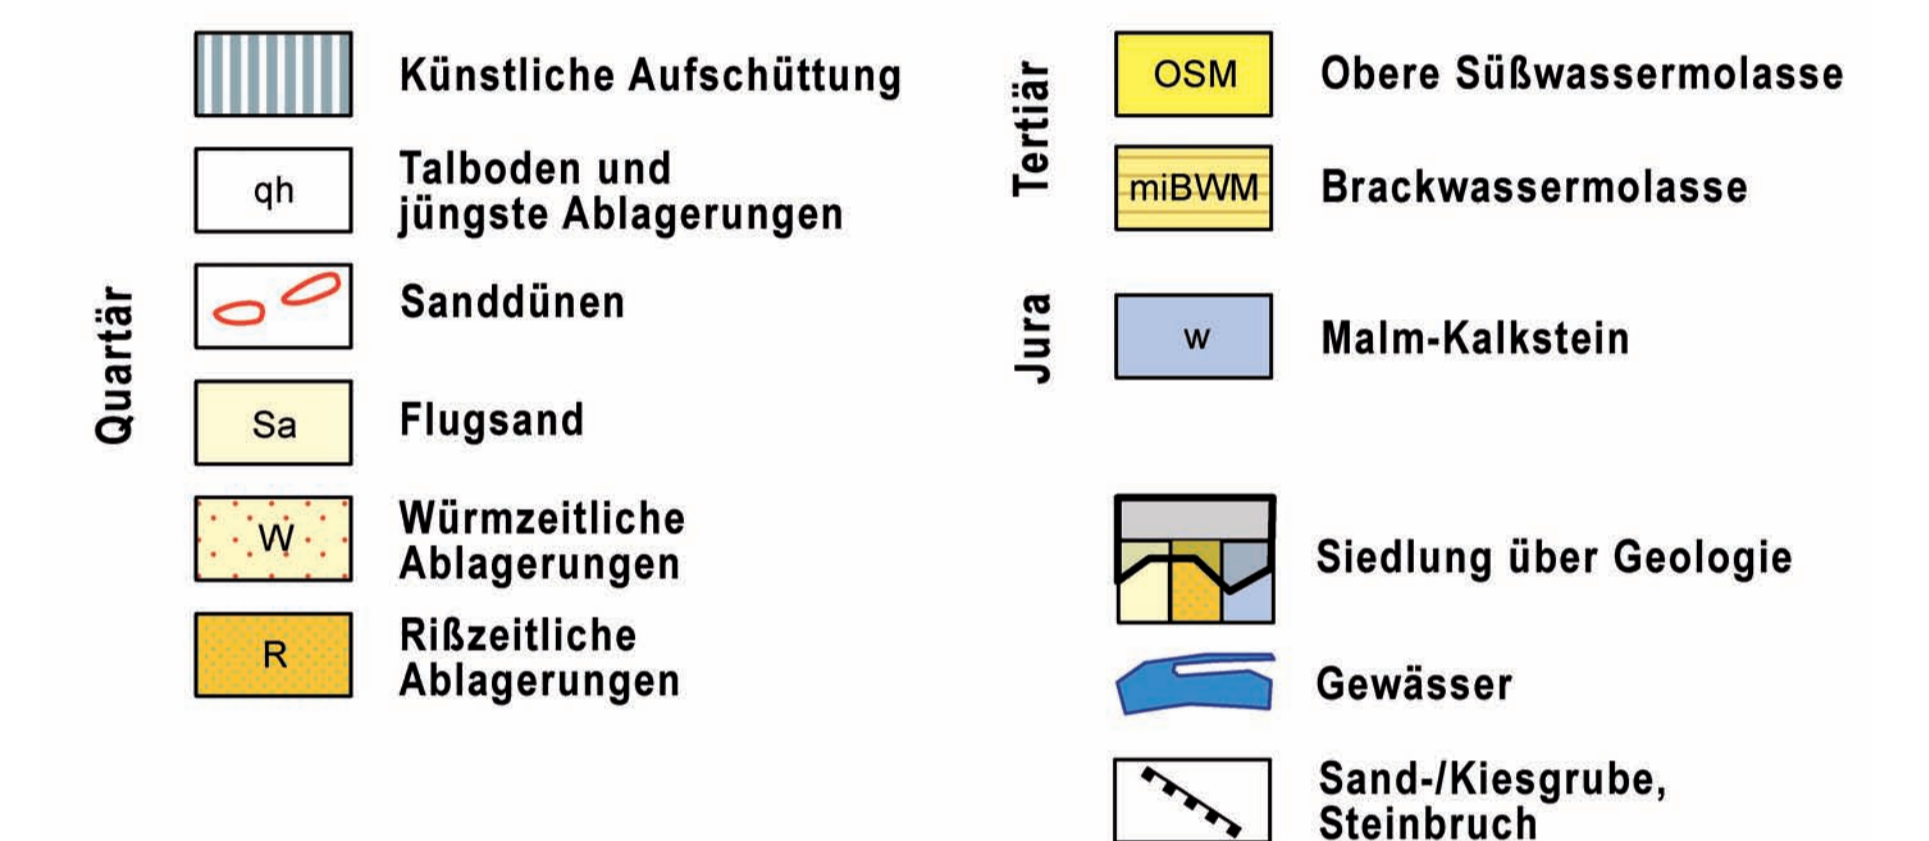 Quartär
Künstliche Aufschüttung
qh
Talboden und
jüngste Ablagerungen
Sanddünen
Sa
Flugsand
W
Würmzeitliche
Ablagerungen
R
Rißzeitliche
Ablagerungen
Tertiär
OSM
Obere Süßwassermolasse
miBWM
Brackwassermolasse
Jura
w
Malm-Kalkstein
Siedlung über Geologie
Gewässer
Sand-/Kiesgrube,
Steinbruch